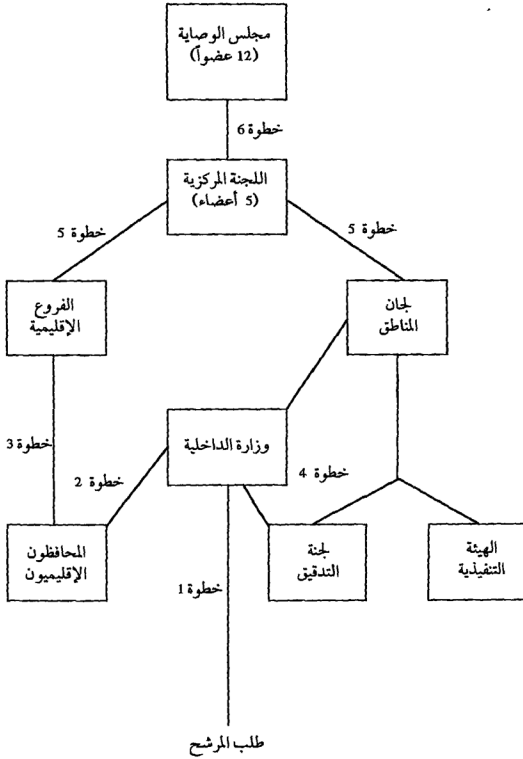 مجلس الوصاية
(12 عضواً)
خطوة 6
اللجنة المركزية
(5 أعضاء)
خطوة 5
خطوة 5
الفروع
الإقليمية
لجان
المناطق
وزارة الداخلية
خطوة 3
خطوة 2
خطوة 4
المحافظون
الإقليميون
لجنة
التدقيق
الهيئة
التنفيذية
خطوة 1
طلب المرشح